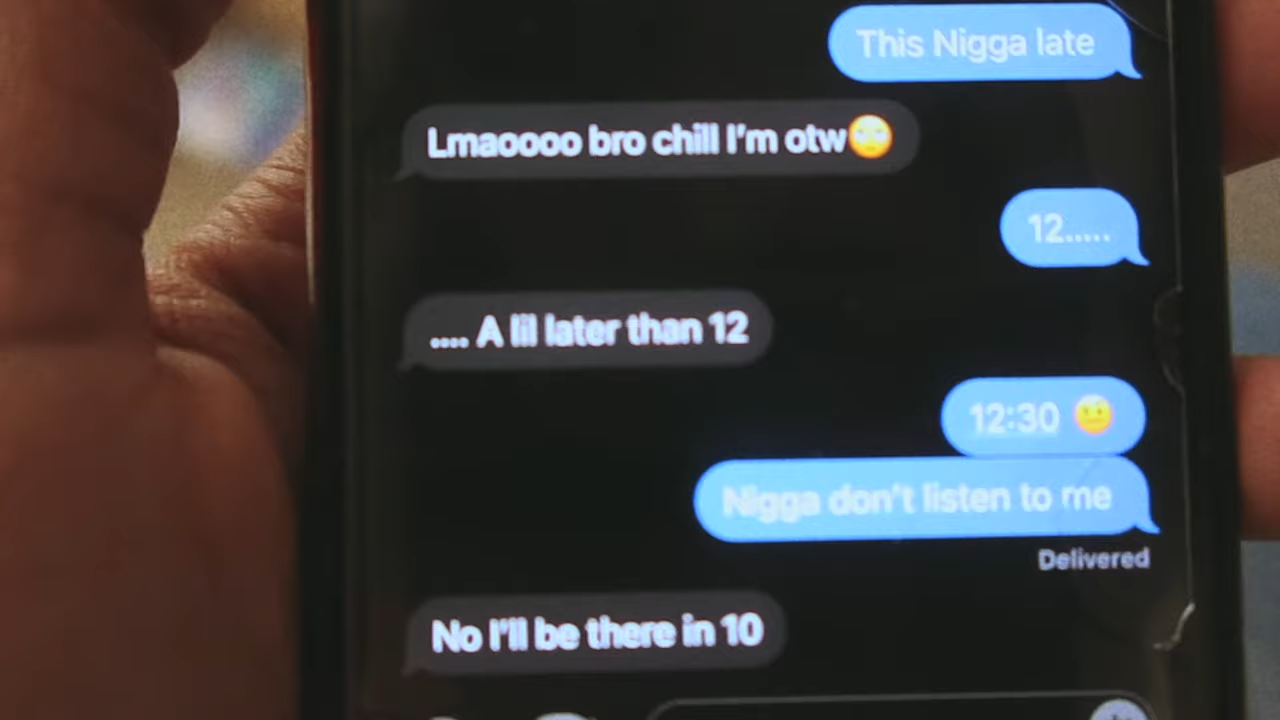 This Nigga late
Lmaoooo bro chill I'm otw🙄
12.....
.... A lil later than 12
12:30 🤨
Nigga don't listen to me
Delivered
No I'll be there in 10